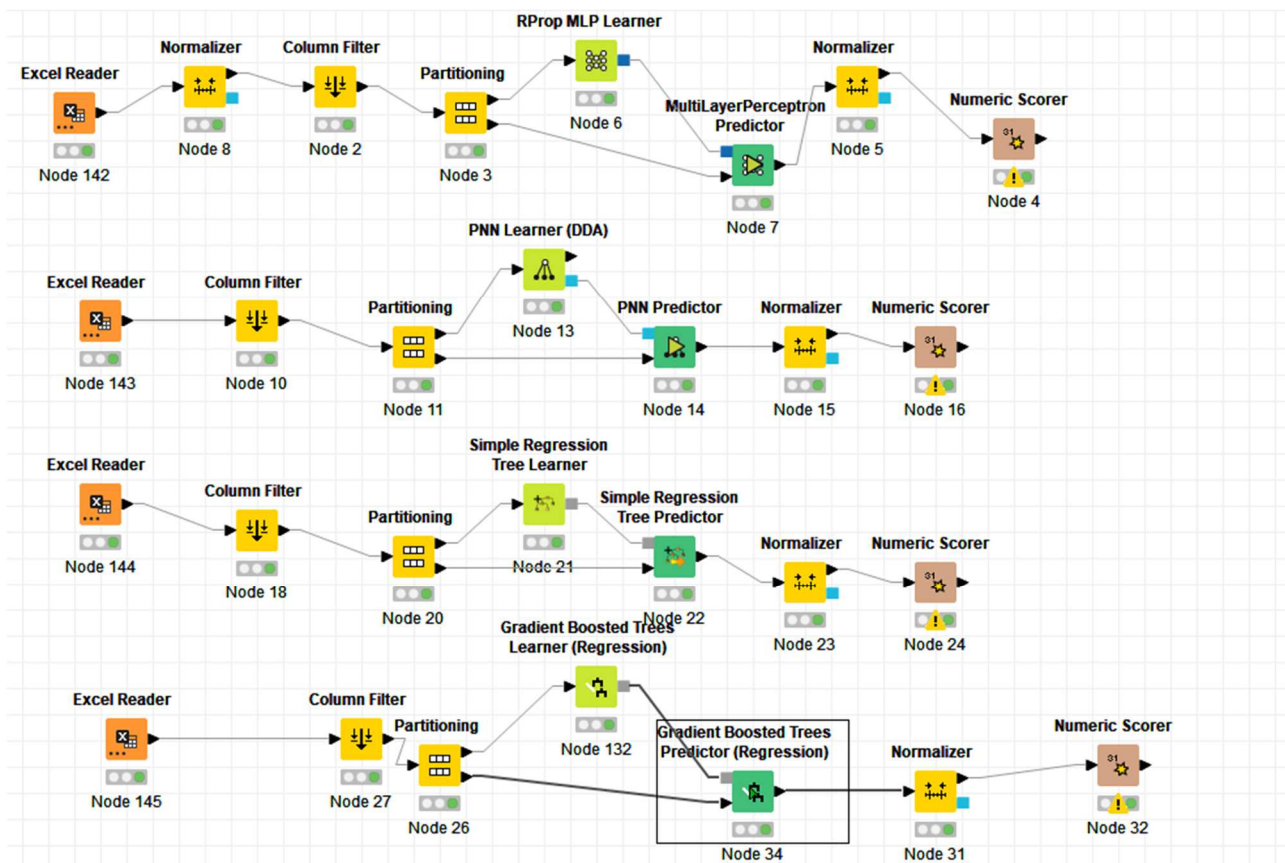 RProp MLP Learner
Normalizer
Column Filter
Normalizer
Excel Reader
Partitioning
MultiLayerPerceptron
Predictor
Numeric Scorer
Node 6
Node 8
Node 2
Node 5
Node 142
Node 3
Node 7
Node 4
PNN Learner (DDA)
Excel Reader
Column Filter
Partitioning
PNN Predictor
Normalizer
Numeric Scorer
Node 13
Node 143
Node 10
Node 11
Node 14
Node 15
Node 16
Simple Regression
Tree Learner
Excel Reader
Column Filter
Partitioning
Simple Regression
Tree Predictor
Normalizer
Numeric Scorer
Node 21
Node 144
Node 18
Node 20
Node 22
Node 23
Node 24
Gradient Boosted Trees
Learner (Regression)
Excel Reader
Column Filter
Partitioning
Gradient Boosted Trees
Predictor (Regression)
Normalizer
Numeric Scorer
Node 132
Node 145
Node 27
Node 26
Node 34
Node 31
Node 32